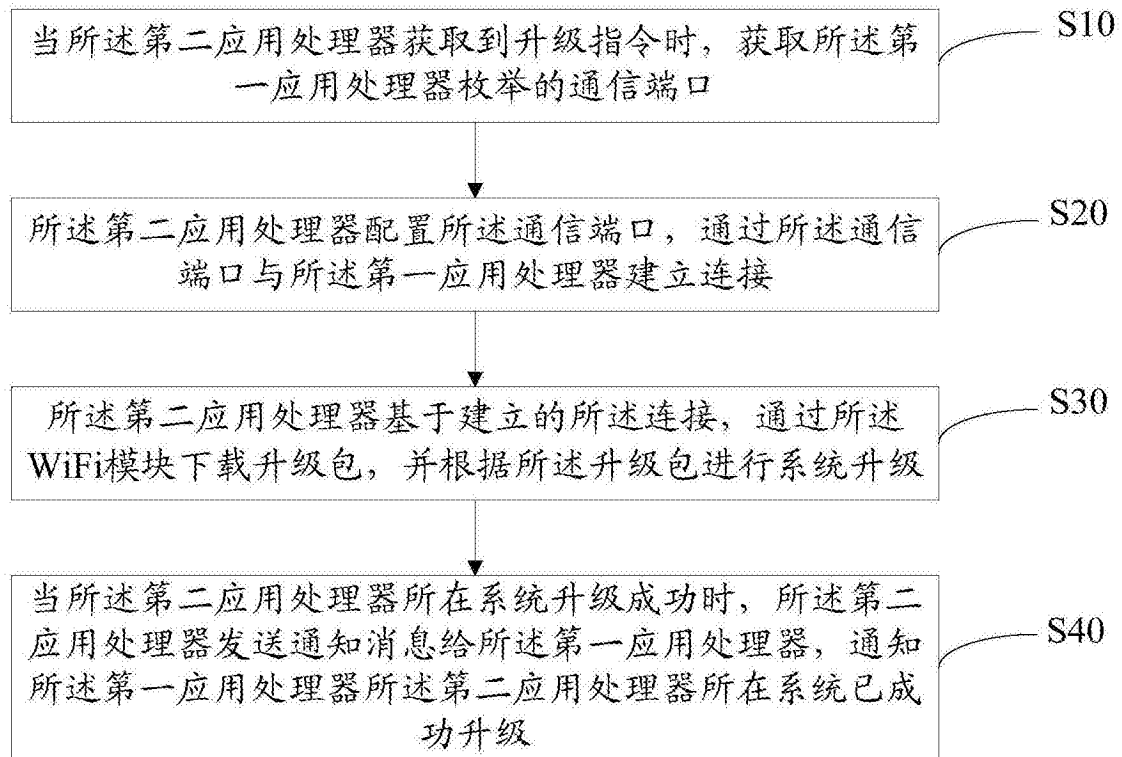 当所述第二应用处理器获取到升级指令时，获取所述第
一应用处理器枚举的通信端口
S10
所述第二应用处理器配置所述通信端口，通过所述通信
端口与所述第一应用处理器建立连接
S20
所述第二应用处理器基于建立的所述连接，通过所述
WiFi模块下载升级包，并根据所述升级包进行系统升级
S30
当所述第二应用处理器所在系统升级成功时，所述第二
应用处理器发送通知消息给所述第一应用处理器，通知
所述第一应用处理器所述第二应用处理器所在系统已成
功升级
S40